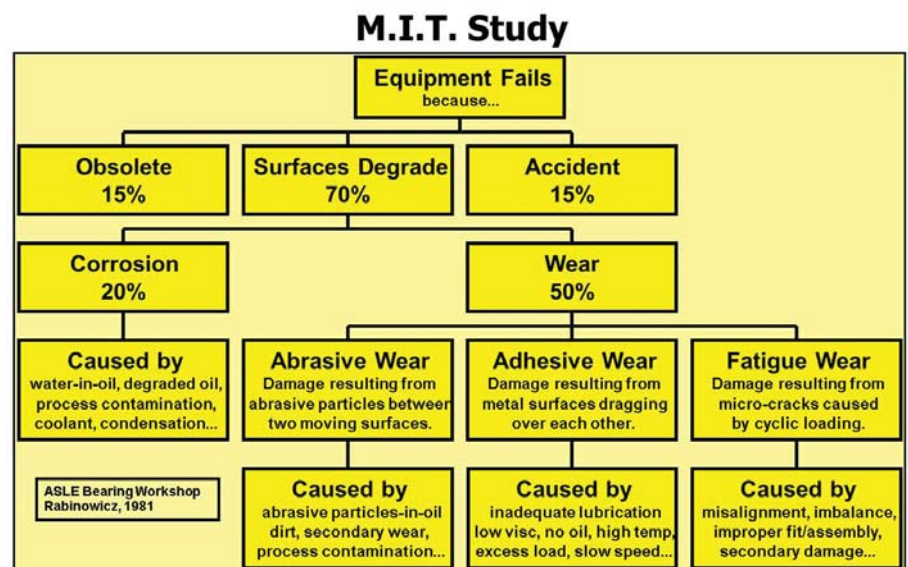 M.I.T. Study
Equipment Fails
because...
Obsolete
15%
Surfaces Degrade
70%
Accident
15%
Corrosion
20%
Wear
50%
Caused by
water-in-oil, degraded oil,
process contamination,
coolant, condensation...
Abrasive Wear
Damage resulting from
abrasive particles between
two moving surfaces.
Adhesive Wear
Damage resulting from
metal surfaces dragging
over each other.
Fatigue Wear
Damage resulting from
micro-cracks caused
by cyclic loading.
ASLE Bearing Workshop
Rabinowicz, 1981
Caused by
abrasive particles-in-oil
dirt, secondary wear,
process contamination...
Caused by
inadequate lubrication
low visc, no oil, high temp,
excess load, slow speed...
Caused by
misalignment, imbalance,
improper fit/assembly,
secondary damage...